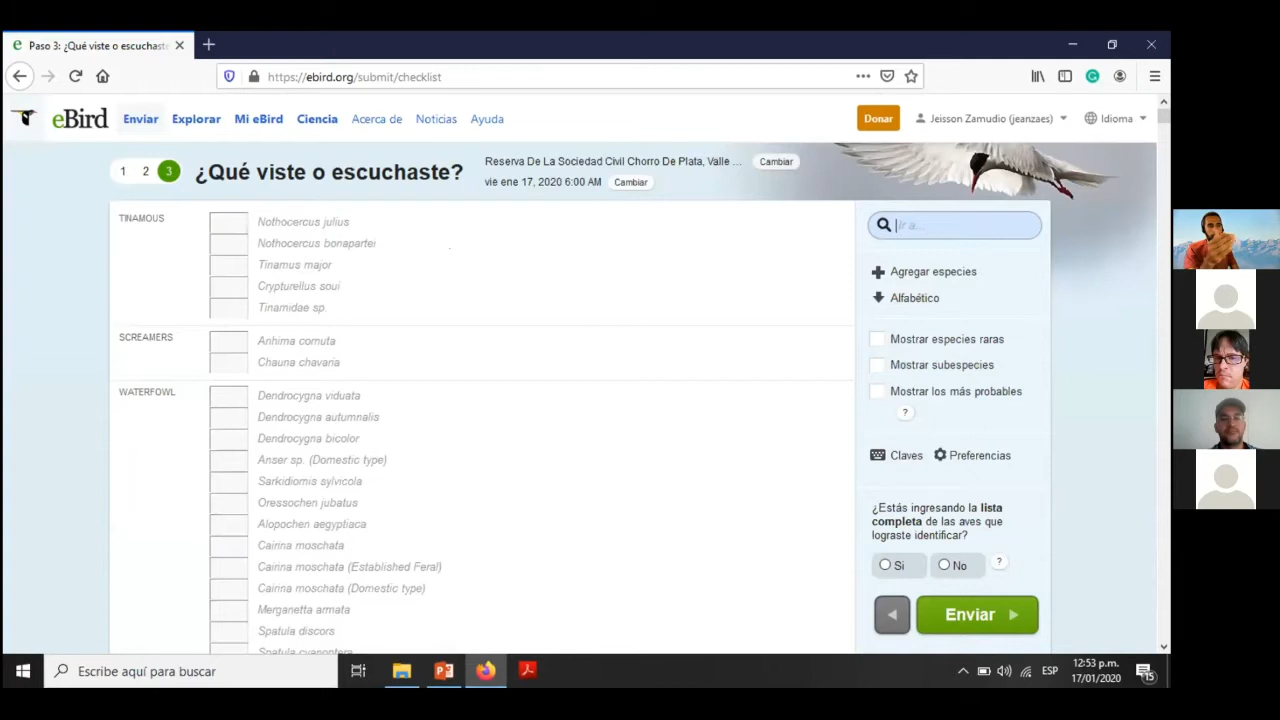 Paso 3: ¿Qué viste o escuchaste
https://ebird.org/submit/checklist
eBird Enviar Explorar Mi eBird Ciencia Acerca de Noticias Ayuda Donar Jeisson Zamudio (jeanzaes) Idioma
1 2 3 ¿Qué viste o escuchaste?
Reserva De La Sociedad Civil Chorro De Plata, Valle ... Cambiar
vie ene 17, 2020 6:00 AM Cambiar
TINAMOUS
Nothocercus julius
Nothocercus bonapartei
Tinamus major
Crypturellus soui
Tinamidae sp.
SCREAMERS
Anhima cornuta
Chauna chavaria
WATERFOWL
Dendrocygna viduata
Dendrocygna autumnalis
Dendrocygna bicolor
Anser sp. (Domestic type)
Sarkidiornis sylvicola
Oressochen jubatus
Alopochen aegyptiaca
Cairina moschata
Cairina moschata (Established Feral)
Cairina moschata (Domestic type)
Merganetta armata
Spatula discors
Spatula cyanoptera
Ir a...
Agregar especies
Alfabético
Mostrar especies raras
Mostrar subespecies
Mostrar los más probables
?
Claves Preferencias
¿Estás ingresando la lista
completa de las aves que
lograste identificar?
Si No ?
Enviar
Escribe aquí para buscar
ESP
12:53 p.m.
17/01/2020
15